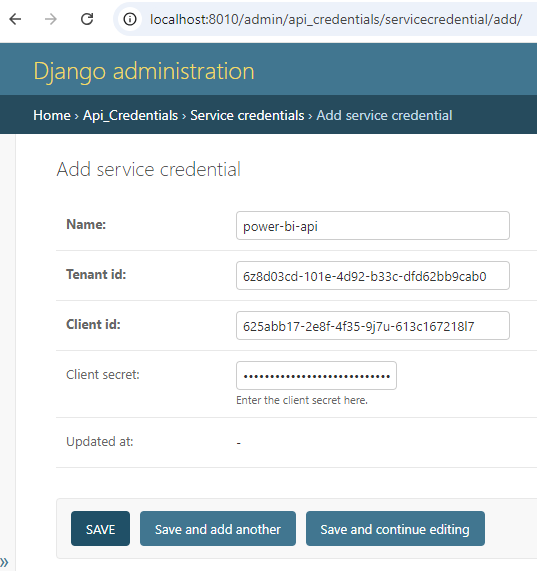 localhost:8010/admin/api_credentials/servicecredential/add/
Django administration
Home › Api_Credentials › Service credentials › Add service credential
Add service credential
Name: power-bi-api
Tenant id: 6z8d03cd-101e-4d92-b33c-dfd62bb9cab0
Client id: 625abb17-2e8f-4f35-9j7u-613c167218l7
Client secret: ••••••••••••••••••••••••••••
Enter the client secret here.
Updated at: -
SAVE Save and add another Save and continue editing
»